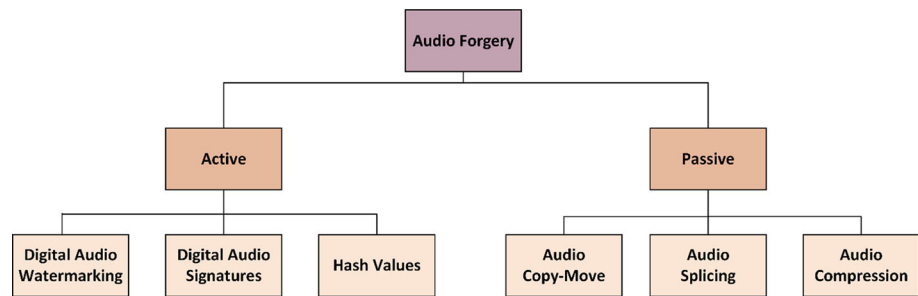 Audio Forgery
Active
Passive
Digital Audio
Watermarking
Digital Audio
Signatures
Hash Values
Audio
Copy-Move
Audio
Splicing
Audio
Compression